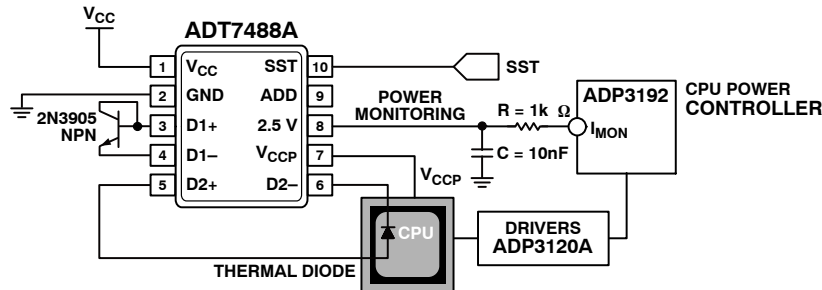 ADT7488A
VCC
1
VCC
SST
10
SST
2
GND
ADD
9
POWER
MONITORING
R = 1k Ω
ADP3192
CPU POWER
CONTROLLER
2N3905
NPN
3
D1+
2.5 V
8
IMON
4
D1–
VCCP
7
C = 10nF
VCCP
5
D2+
D2–
6
CPU
DRIVERS
ADP3120A
THERMAL DIODE